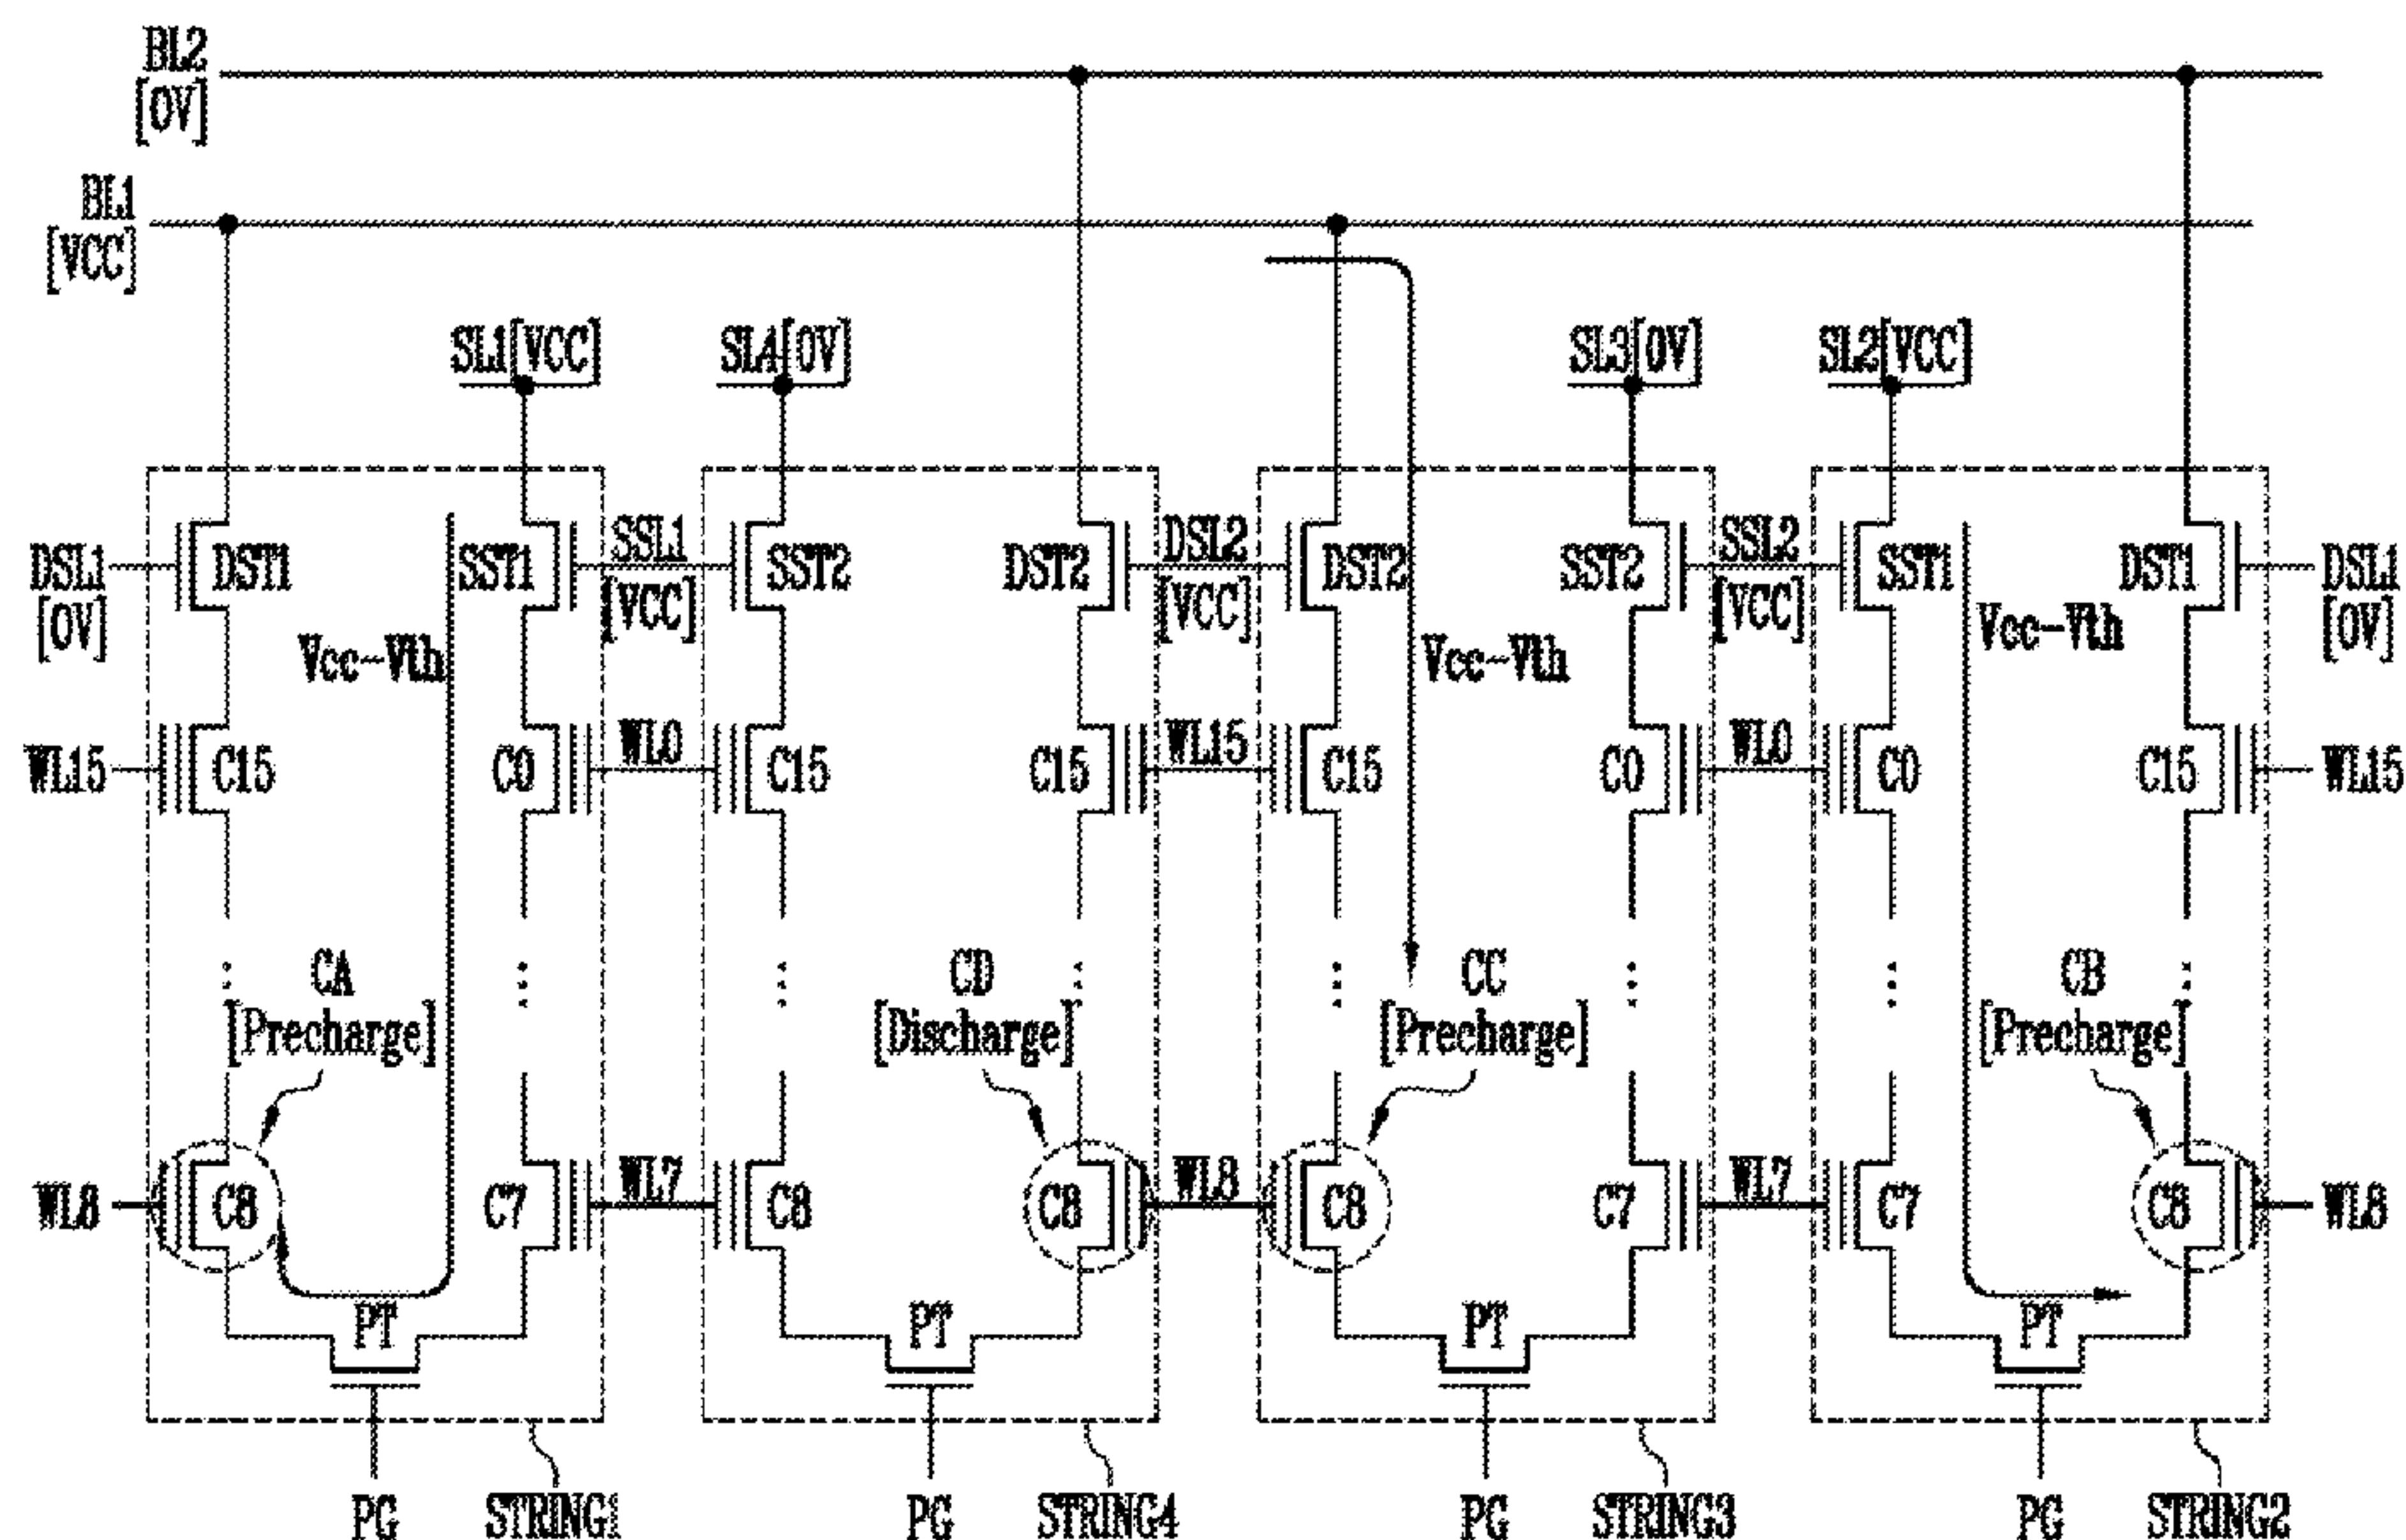 BL2
[0V]
BL1
[VCC]
SL1[VCC]
SL4[0V]
SL3[0V]
SL2[VCC]
DSL1
[0V]
DST1
SST1
SSL1
[VCC]
SST2
DST2
DSL2
[VCC]
DST2
SST2
SSL2
[VCC]
SST1
DST1
DSL1
[0V]
Vcc-Vth
Vcc-Vth
Vcc-Vth
WL15
C15
C0
WL0
C15
C15
WL15
C15
C0
WL0
C0
C15
WL15
CA
[Precharge]
CD
[Discharge]
CC
[Precharge]
CB
[Precharge]
WL8
C8
C7
WL7
C8
C8
WL8
C8
C7
WL7
C7
C8
WL8
PT
PT
PT
PT
PG
STRING1
PG
STRING4
PG
STRING3
PG
STRING2